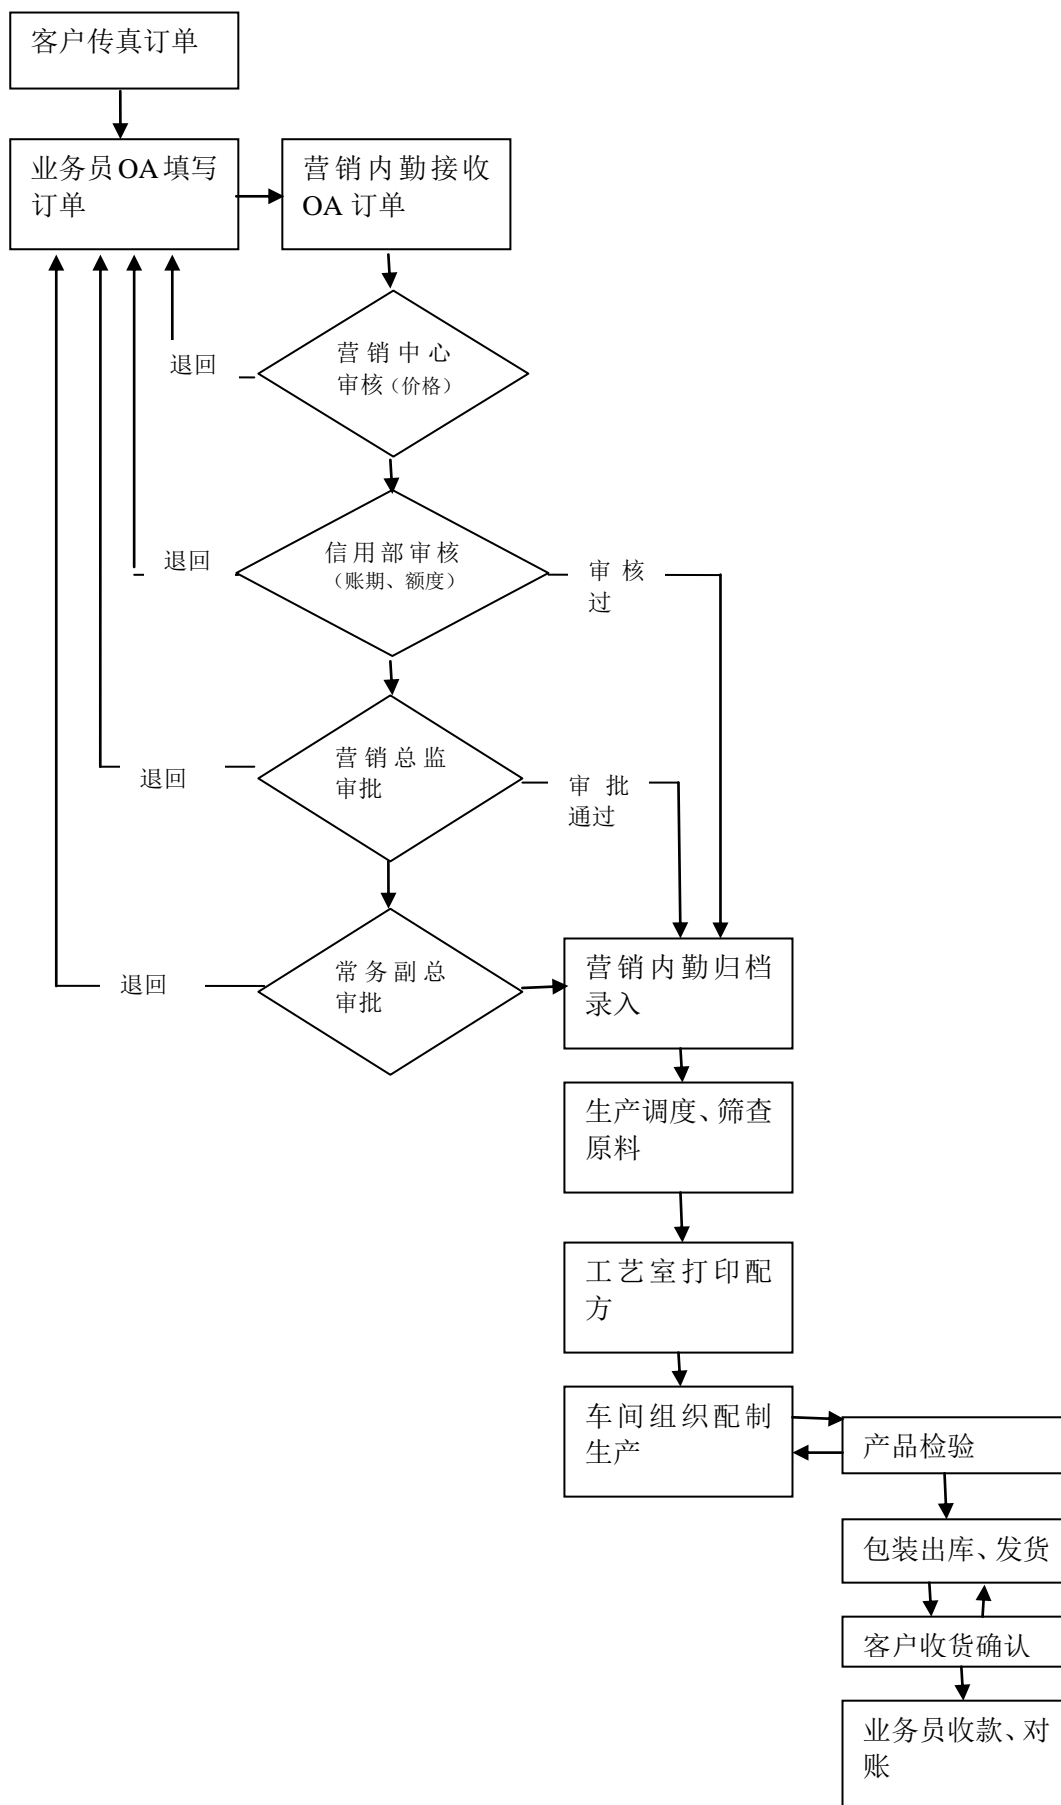 客户传真订单
业务员OA填写
订单
营销内勤接收
OA 订单
营销中心
审核（价格）
退回
信用部审核
（账期、额度）
退回
审核
过
营销总监
审批
退回
审批
通过
常务副总
审批
退回
营销内勤归档
录入
生产调度、筛查
原料
工艺室打印配
方
车间组织配制
生产
产品检验
包装出库、发货
客户收货确认
业务员收款、对
账